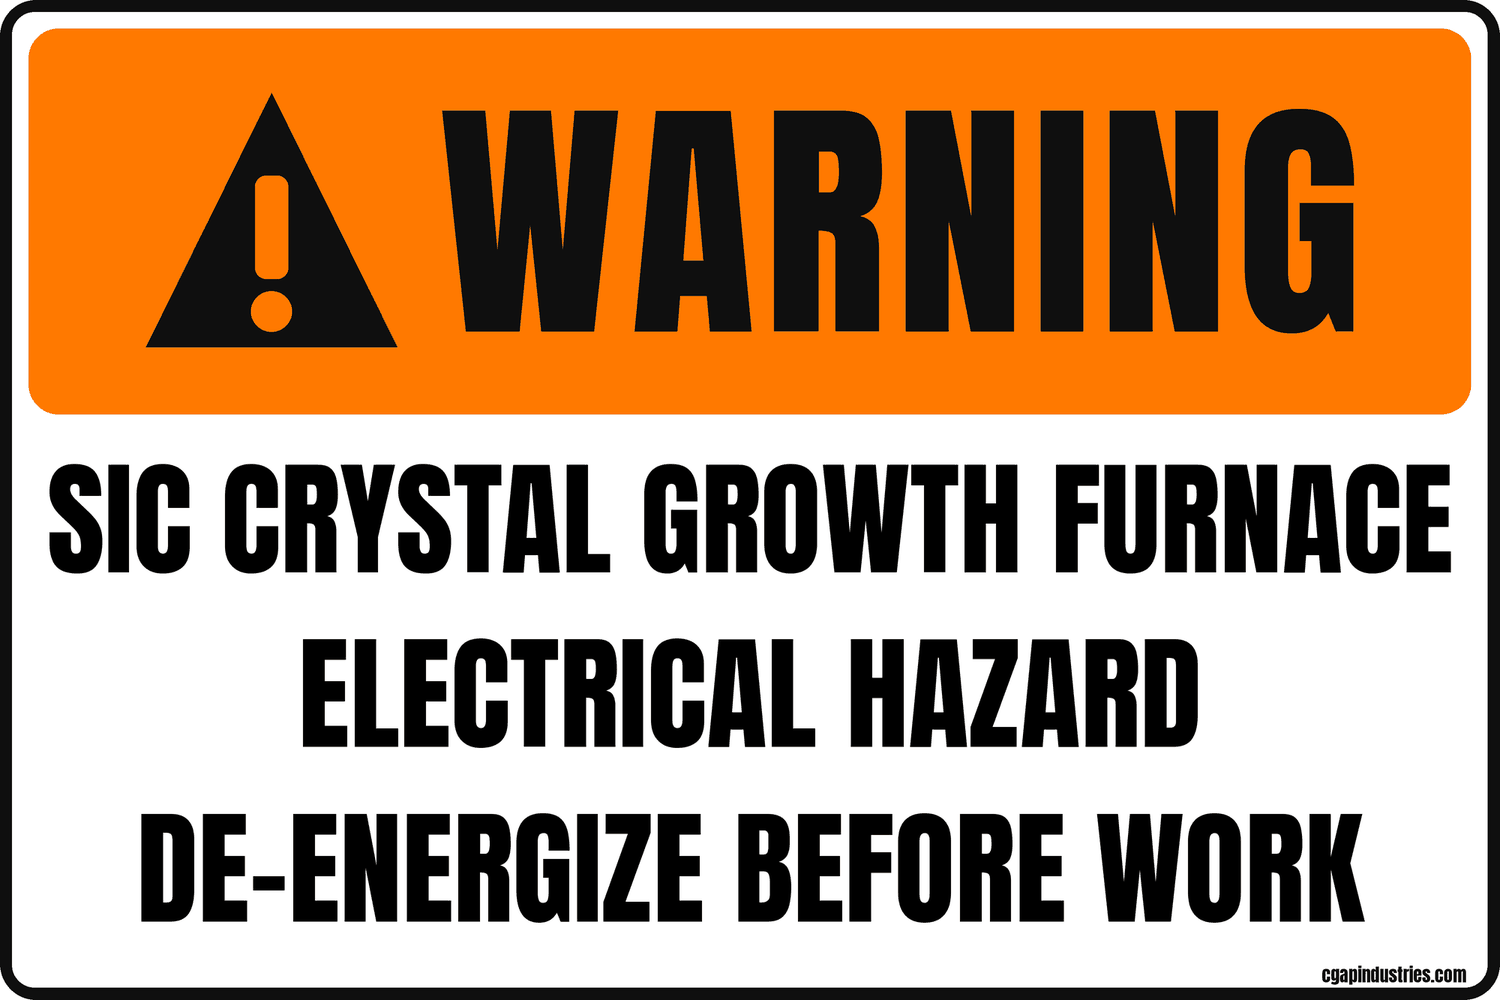 WARNING
SIC CRYSTAL GROWTH FURNACE
ELECTRICAL HAZARD
DE-ENERGIZE BEFORE WORK
cgapindustries.com